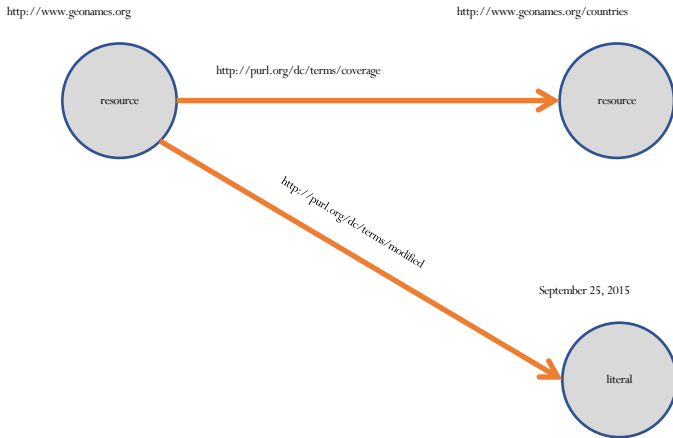 http://www.geonames.org
http://www.geonames.org/countries
http://purl.org/dc/terms/coverage
resource
resource
http://purl.org/dc/terms/modified
September 25, 2015
literal